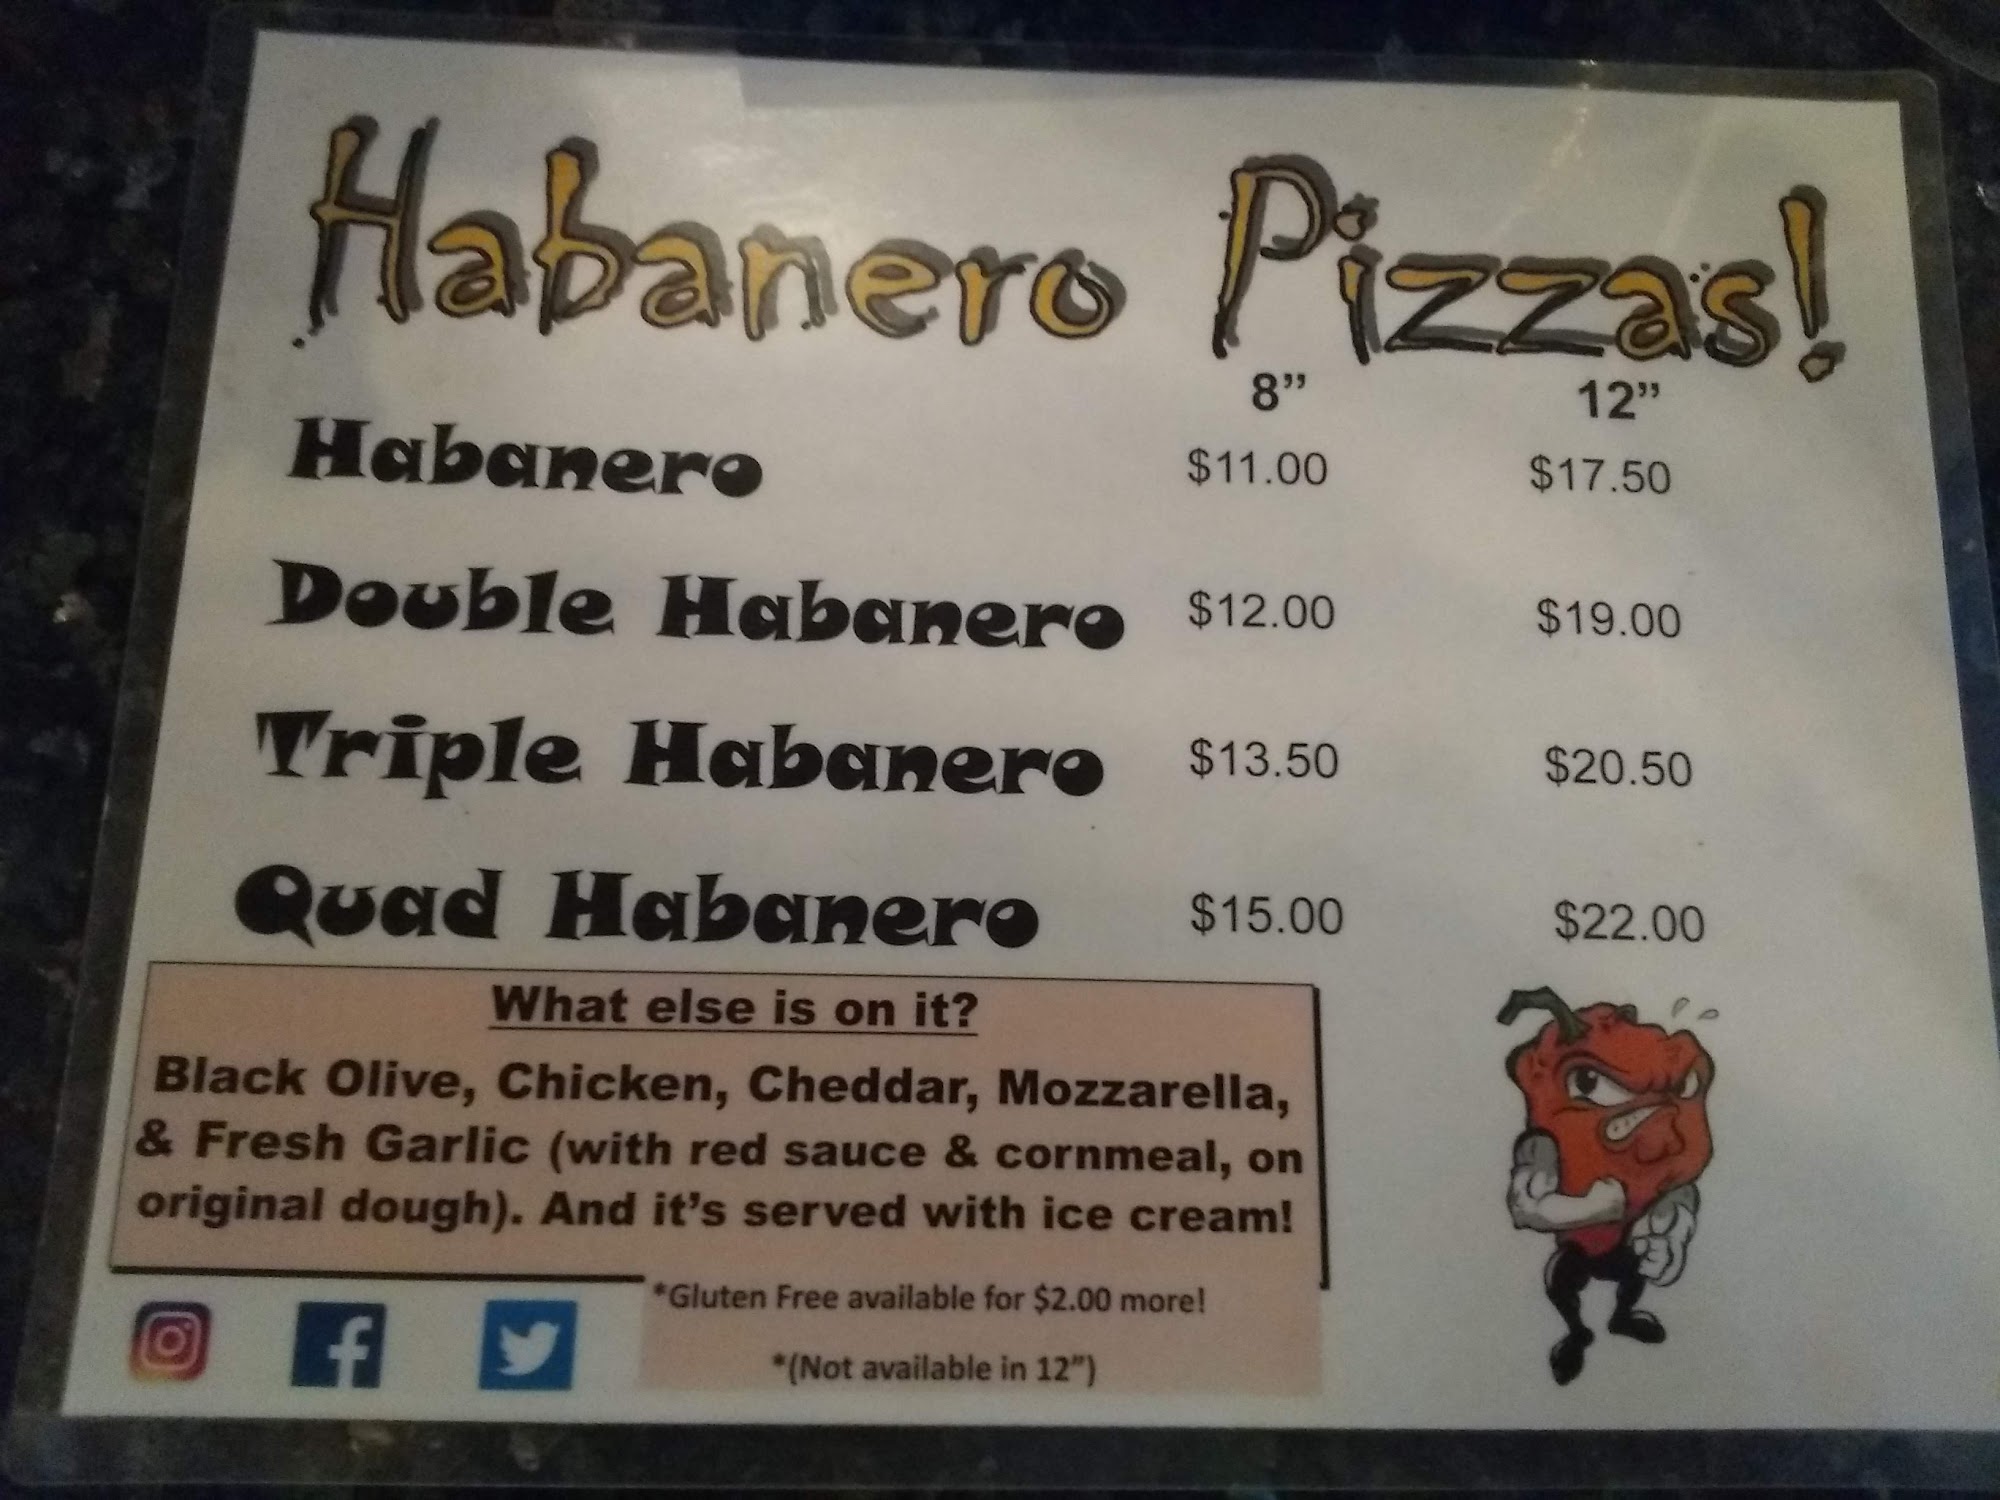 Habanero Pizzas!
8” 12”
Habanero $11.00 $17.50
Double Habanero $12.00 $19.00
Triple Habanero $13.50 $20.50
Quad Habanero $15.00 $22.00
What else is on it?
Black Olive, Chicken, Cheddar, Mozzarella,
& Fresh Garlic (with red sauce & cornmeal, on
original dough). And it’s served with ice cream!
*Gluten Free available for $2.00 more!
*(Not available in 12”)